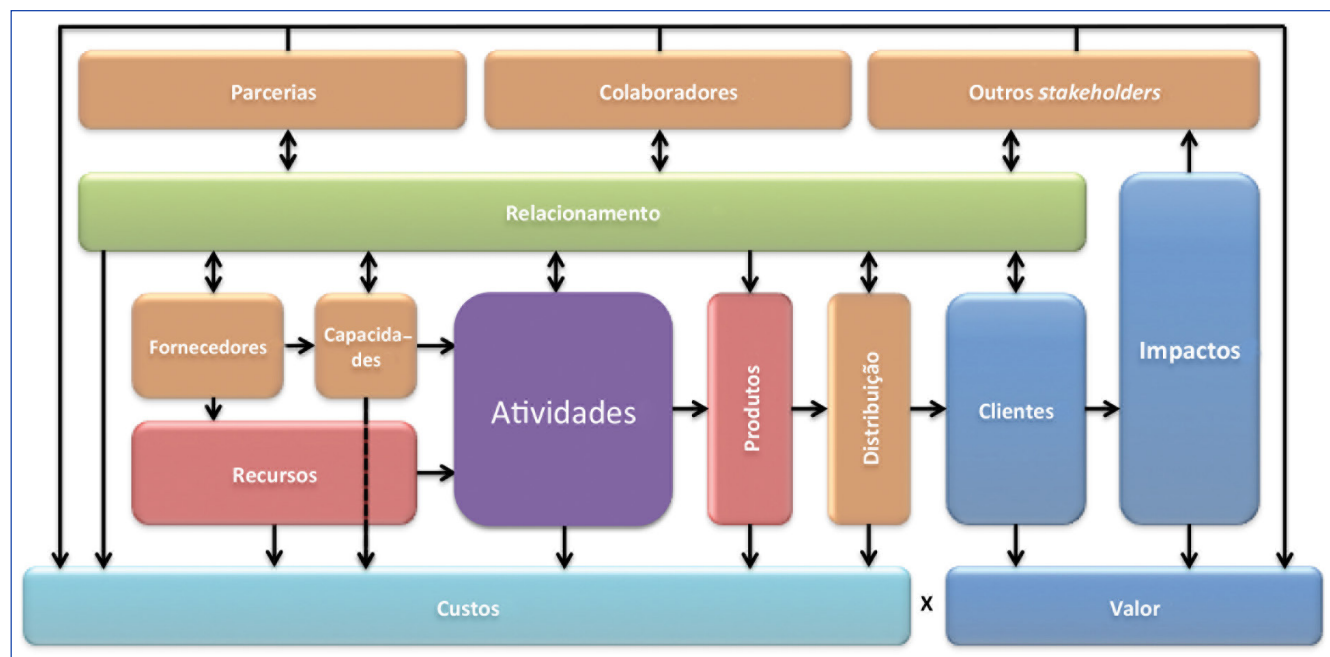 Parcerias
Colaboradores
Outros stakeholders
Relacionamento
Fornecedores
Capacida-
des
Atividades
Produtos
Distribuição
Clientes
Impactos
Recursos
Custos
X
Valor